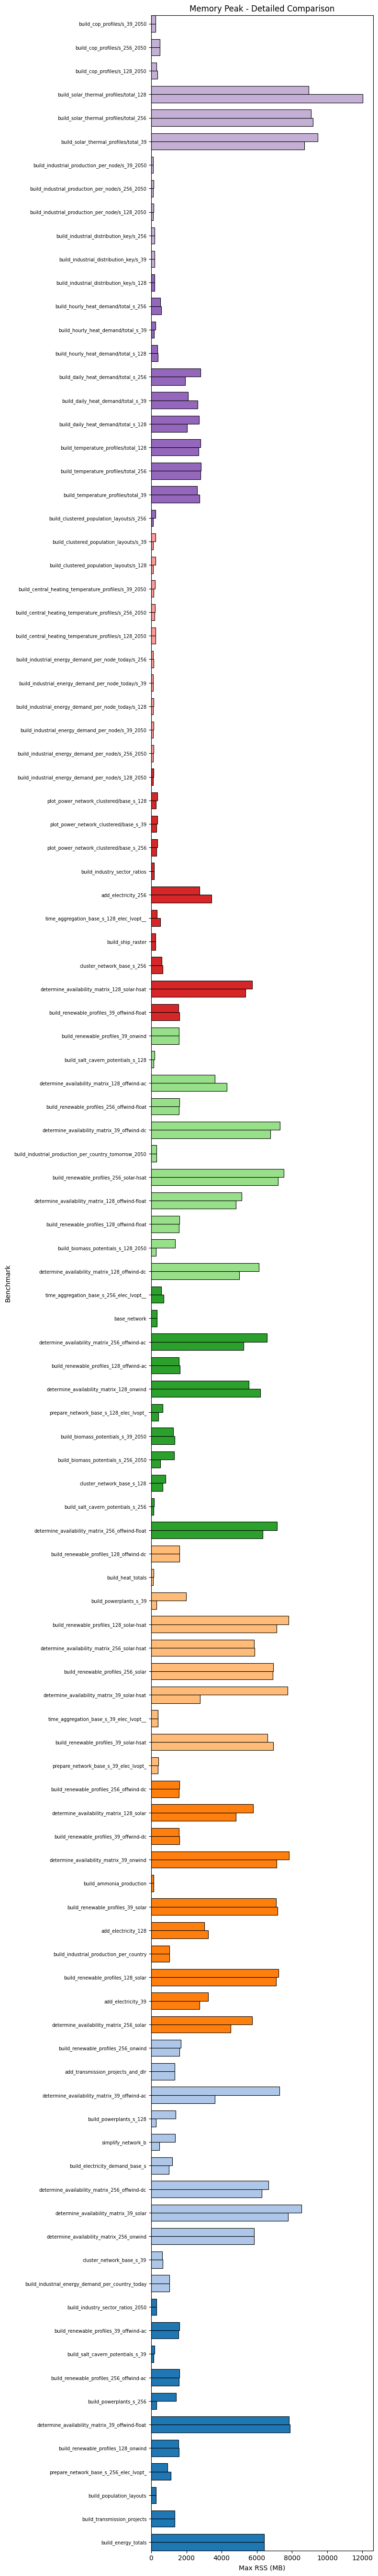 Memory Peak - Detailed Comparison
build_cop_profiles/s_39_2050
build_cop_profiles/s_256_2050
build_cop_profiles/s_128_2050
build_solar_thermal_profiles/total_128
build_solar_thermal_profiles/total_256
build_solar_thermal_profiles/total_39
build_industrial_production_per_node/s_39_2050
build_industrial_production_per_node/s_256_2050
build_industrial_production_per_node/s_128_2050
build_industrial_distribution_key/s_256
build_industrial_distribution_key/s_39
build_industrial_distribution_key/s_128
build_hourly_heat_demand/total_s_256
build_hourly_heat_demand/total_s_39
build_hourly_heat_demand/total_s_128
build_daily_heat_demand/total_s_256
build_daily_heat_demand/total_s_39
build_daily_heat_demand/total_s_128
build_temperature_profiles/total_128
build_temperature_profiles/total_256
build_temperature_profiles/total_39
build_clustered_population_layouts/s_256
build_clustered_population_layouts/s_39
build_clustered_population_layouts/s_128
build_central_heating_temperature_profiles/s_39_2050
build_central_heating_temperature_profiles/s_256_2050
build_central_heating_temperature_profiles/s_128_2050
build_industrial_energy_demand_per_node_today/s_256
build_industrial_energy_demand_per_node_today/s_39
build_industrial_energy_demand_per_node_today/s_128
build_industrial_energy_demand_per_node/s_39_2050
build_industrial_energy_demand_per_node/s_256_2050
build_industrial_energy_demand_per_node/s_128_2050
plot_power_network_clustered/base_s_128
plot_power_network_clustered/base_s_39
plot_power_network_clustered/base_s_256
build_industry_sector_ratios
add_electricity_256
time_aggregation_base_s_128_elec_lvopt__
build_ship_raster
cluster_network_base_s_256
determine_availability_matrix_128_solar-hsat
build_renewable_profiles_39_offwind-float
build_renewable_profiles_39_onwind
build_salt_cavern_potentials_s_128
determine_availability_matrix_128_offwind-ac
build_renewable_profiles_256_offwind-float
determine_availability_matrix_39_offwind-dc
build_industrial_production_per_country_tomorrow_2050
build_renewable_profiles_256_solar-hsat
determine_availability_matrix_128_offwind-float
build_renewable_profiles_128_offwind-float
build_biomass_potentials_s_128_2050
determine_availability_matrix_128_offwind-dc
time_aggregation_base_s_256_elec_lvopt__
base_network
determine_availability_matrix_256_offwind-ac
build_renewable_profiles_128_offwind-ac
determine_availability_matrix_128_onwind
prepare_network_base_s_128_elec_lvopt_
build_biomass_potentials_s_39_2050
build_biomass_potentials_s_256_2050
cluster_network_base_s_128
build_salt_cavern_potentials_s_256
determine_availability_matrix_256_offwind-float
build_renewable_profiles_128_offwind-dc
build_heat_totals
build_powerplants_s_39
build_renewable_profiles_128_solar-hsat
determine_availability_matrix_256_solar-hsat
build_renewable_profiles_256_solar
determine_availability_matrix_39_solar-hsat
time_aggregation_base_s_39_elec_lvopt__
build_renewable_profiles_39_solar-hsat
prepare_network_base_s_39_elec_lvopt_
build_renewable_profiles_256_offwind-dc
determine_availability_matrix_128_solar
build_renewable_profiles_39_offwind-dc
determine_availability_matrix_39_onwind
build_ammonia_production
build_renewable_profiles_39_solar
add_electricity_128
build_industrial_production_per_country
build_renewable_profiles_128_solar
add_electricity_39
determine_availability_matrix_256_solar
build_renewable_profiles_256_onwind
add_transmission_projects_and_dlr
determine_availability_matrix_39_offwind-ac
build_powerplants_s_128
simplify_network_b
build_electricity_demand_base_s
determine_availability_matrix_256_offwind-dc
determine_availability_matrix_39_solar
determine_availability_matrix_256_onwind
cluster_network_base_s_39
build_industrial_energy_demand_per_country_today
build_industry_sector_ratios_2050
build_renewable_profiles_39_offwind-ac
build_salt_cavern_potentials_s_39
build_renewable_profiles_256_offwind-ac
build_powerplants_s_256
determine_availability_matrix_39_offwind-float
build_renewable_profiles_128_onwind
prepare_network_base_s_256_elec_lvopt_
build_population_layouts
build_transmission_projects
build_energy_totals
Benchmark
0 2000 4000 6000 8000 10000 12000
Max RSS (MB)